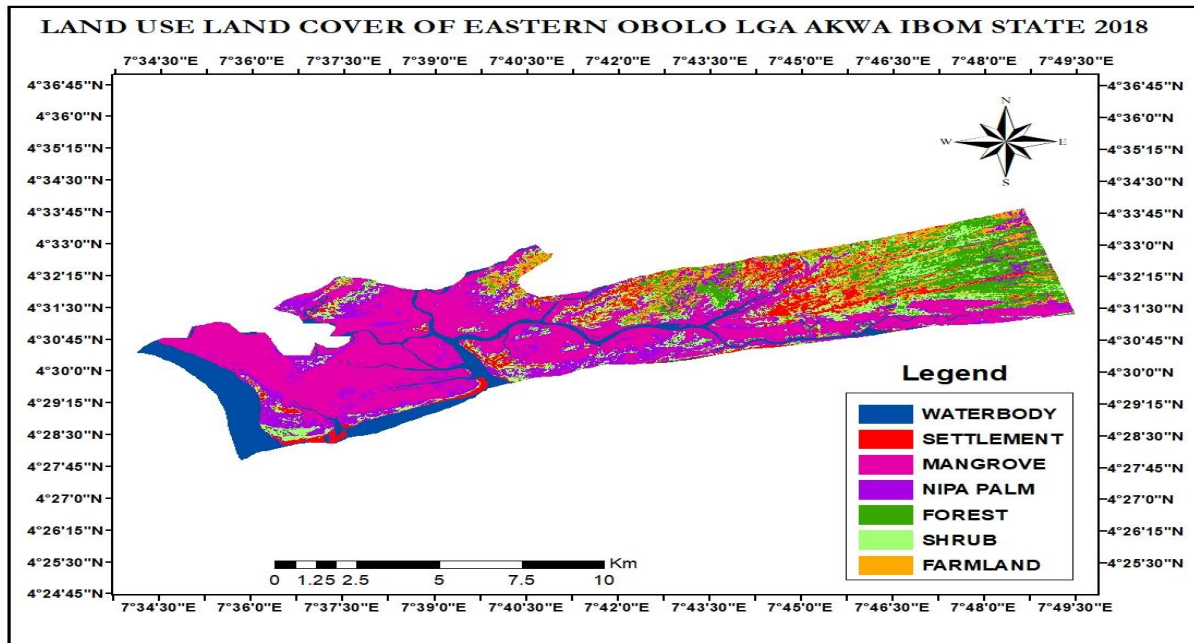 LAND USE LAND COVER OF EASTERN OBOLO LGA AKWA IBOM STATE 2018
7°34'30"E 7°36'0"E 7°37'30"E 7°39'0"E 7°40'30"E 7°42'0"E 7°43'30"E 7°45'0"E 7°46'30"E 7°48'0"E 7°49'30"E
4°36'45"N 4°36'45"N
4°36'0"N N 4°36'0"N
4°35'15"N W E 4°35'15"N
4°34'30"N S 4°34'30"N
4°33'45"N 4°33'45"N
4°33'0"N 4°33'0"N
4°32'15"N 4°32'15"N
4°31'30"N 4°31'30"N
4°30'45"N 4°30'45"N
4°30'0"N 4°30'0"N
Legend
4°29'15"N WATERBODY 4°29'15"N
4°28'30"N SETTLEMENT 4°28'30"N
4°27'45"N MANGROVE 4°27'45"N
4°27'0"N NIPA PALM 4°27'0"N
4°26'15"N FOREST 4°26'15"N
SHRUB
4°25'30"N FARMLAND 4°25'30"N
Km
0 1.25 2.5 5 7.5 10
4°24'45"N 4°24'45"N
7°34'30"E 7°36'0"E 7°37'30"E 7°39'0"E 7°40'30"E 7°42'0"E 7°43'30"E 7°45'0"E 7°46'30"E 7°48'0"E 7°49'30"E